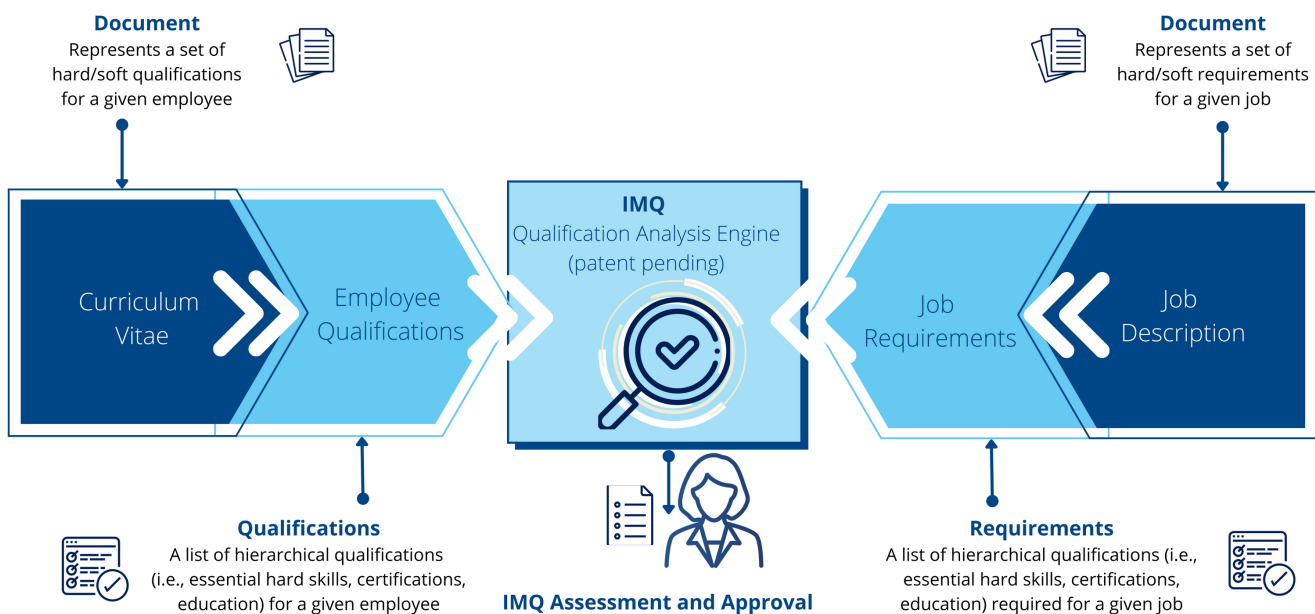 Document
Represents a set of
hard/soft qualifications
for a given employee
Document
Represents a set of
hard/soft requirements
for a given job
Curriculum
Vitae
Employee
Qualifications
IMQ
Qualification Analysis Engine
(patent pending)
Job
Requirements
Job
Description
Qualifications
A list of hierarchical qualifications
(i.e., essential hard skills, certifications,
education) for a given employee
IMQ Assessment and Approval
Requirements
A list of hierarchical qualifications (i.e.,
essential hard skills, certifications,
education) required for a given job